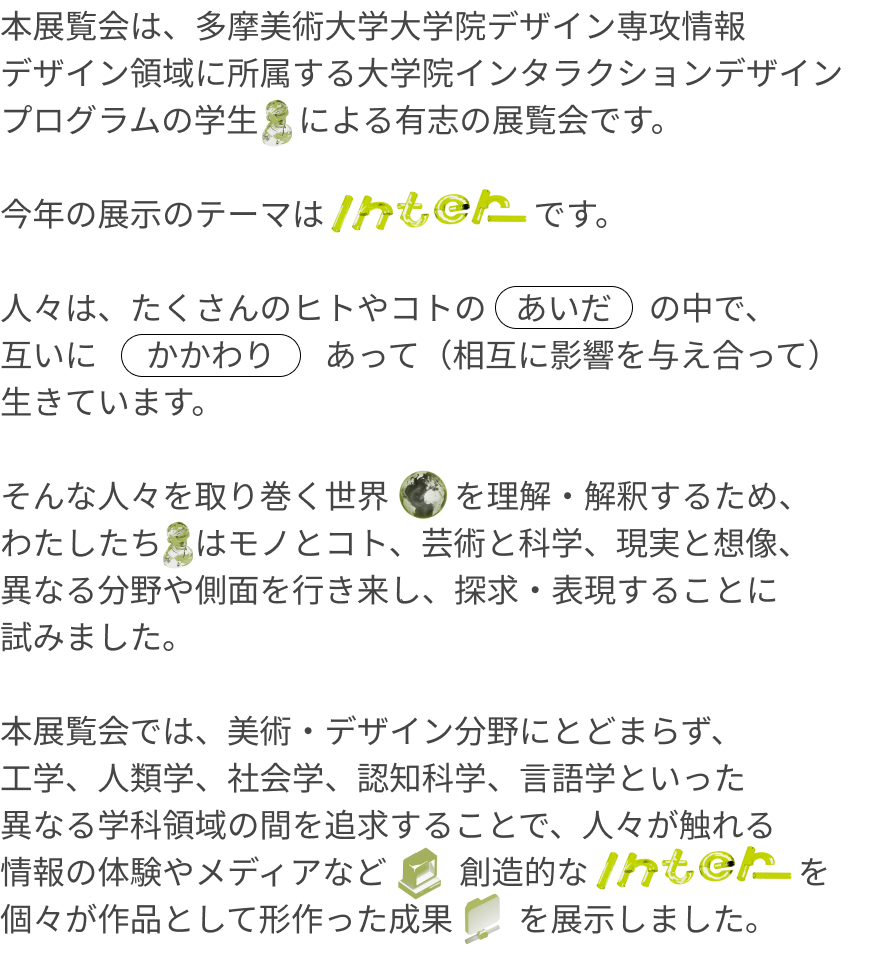 本展覧会は、多摩美術大学大学院デザイン専攻情報
デザイン領域に所属する大学院インタラクションデザイン
プログラムの学生による有志の展覧会です。
今年の展示のテーマは Inter です。
人々は、たくさんのヒトやコトの あいだ の中で、
互いに かかわり あって（相互に影響を与え合って）
生きています。
そんな人々を取り巻く世界 を理解・解釈するため、
わたしたちはモノとコト、芸術と科学、現実と想像、
異なる分野や側面を行き来し、探求・表現することに
試みました。
本展覧会では、美術・デザイン分野にとどまらず、
工学、人類学、社会学、認知科学、言語学といった
異なる学科領域の間を追求することで、人々が触れる
情報の体験やメディアなど 創造的な Inter を
個々が作品として形作った成果 を展示しました。